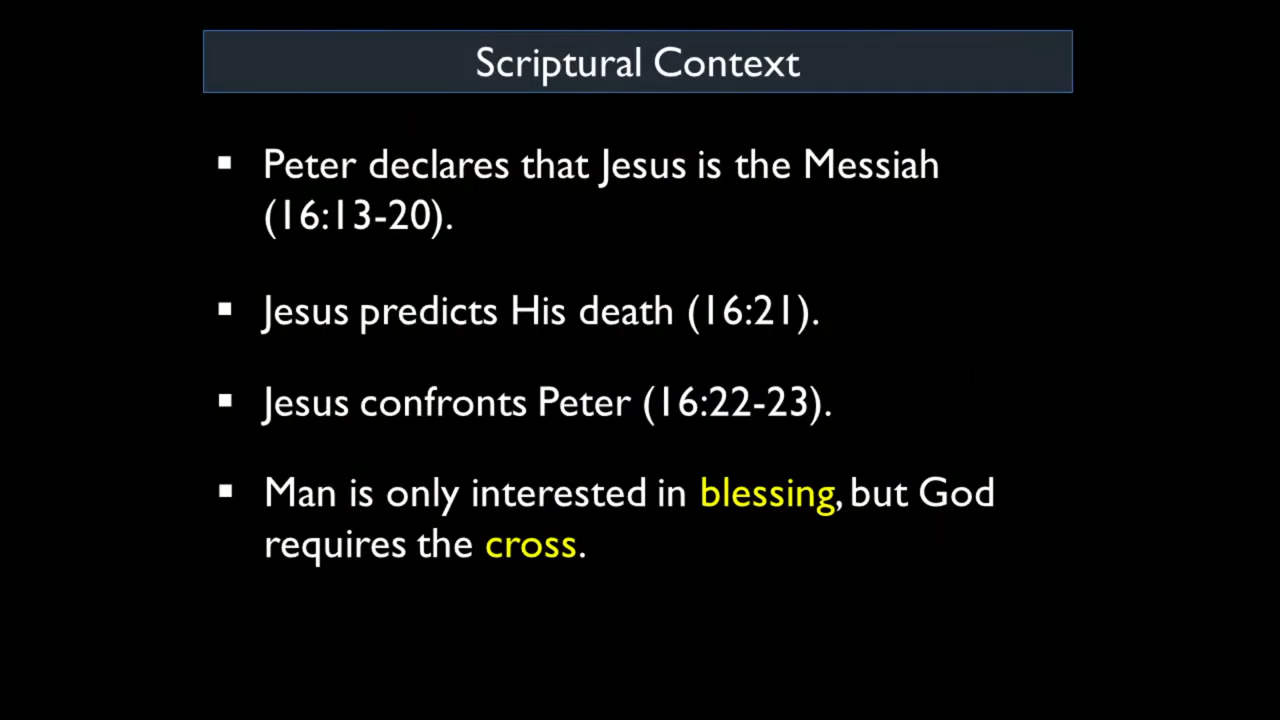 Scriptural Context
▪ Peter declares that Jesus is the Messiah
(16:13-20).
▪ Jesus predicts His death (16:21).
▪ Jesus confronts Peter (16:22-23).
▪ Man is only interested in blessing, but God
requires the cross.